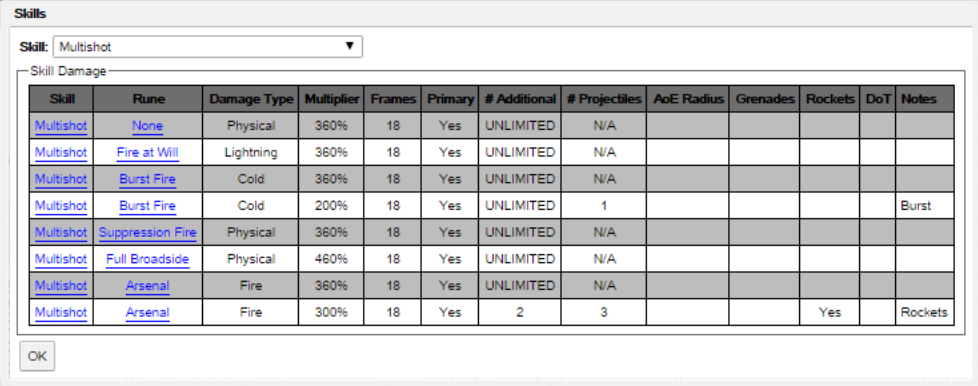 Skills
Skill: Multishot
Skill Damage
Skill Rune Damage Type Multiplier Frames Primary # Additional # Projectiles AoE Radius Grenades Rockets DoT Notes
Multishot None Physical 360% 18 Yes UNLIMITED N/A
Multishot Fire at Will Lightning 360% 18 Yes UNLIMITED N/A
Multishot Burst Fire Cold 360% 18 Yes UNLIMITED N/A
Multishot Burst Fire Cold 200% 18 Yes UNLIMITED 1 Burst
Multishot Suppression Fire Physical 360% 18 Yes UNLIMITED N/A
Multishot Full Broadside Physical 460% 18 Yes UNLIMITED N/A
Multishot Arsenal Fire 360% 18 Yes UNLIMITED N/A
Multishot Arsenal Fire 300% 18 Yes 2 3 Yes Rockets
OK